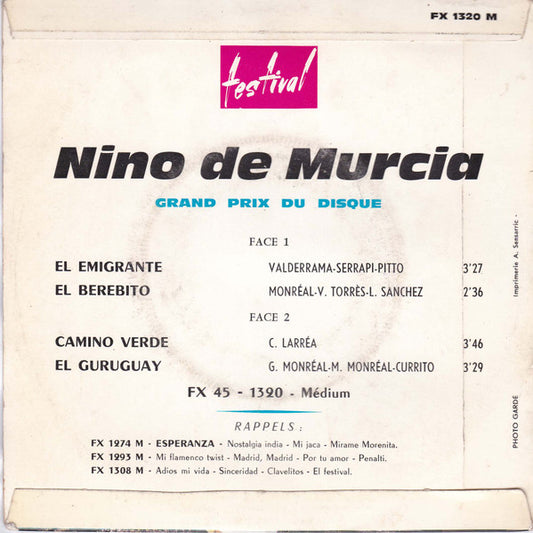 FX 1320 M
festival
Nino de Murcia
GRAND PRIX DU DISQUE
FACE 1
EL EMIGRANTE VALDERRAMA-SERRAPI-PITTO 3'27
EL BEREBITO MONRÉAL-V. TORRÈS-L. SANCHEZ 2'36
FACE 2
CAMINO VERDE C. LARRÉA 3'46
EL GURUGUAY G. MONRÉAL-M. MONRÉAL-CURRITO 3'29
FX 45 - 1320 - Médium
RAPPELS :
FX 1274 M - ESPERANZA - Nostalgia india - Mi jaca - Mirame Morenita.
FX 1293 M - Mi flamenco twist - Madrid, Madrid - Por tu amor - Penalti.
FX 1308 M - Adios mi vida - Sinceridad - Clavelitos - El festival.
Imprimerie A. Sensarric -
PHOTO GARDÉ